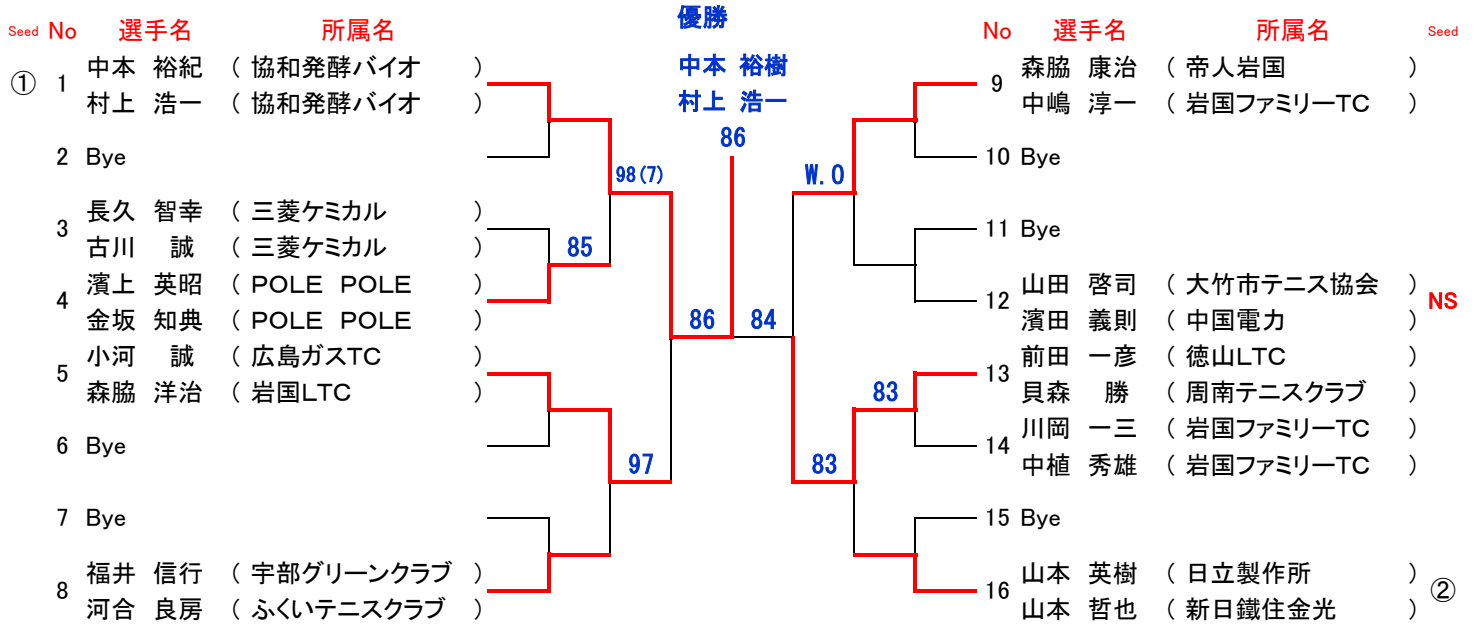 優勝
Seed No 選手名 所属名
中本 裕樹
村上 浩一
86
① 1 中本 裕紀 ( 協和発酵バイオ )
村上 浩一 ( 協和発酵バイオ )
2 Bye
98(7)
3 長久 智幸 ( 三菱ケミカル )
古川 誠 ( 三菱ケミカル )
85
4 濱上 英昭 ( POLE POLE )
金坂 知典 ( POLE POLE )
86 84
5 小河 誠 ( 広島ガスTC )
森脇 洋治 ( 岩国LTC )
6 Bye
97
7 Bye
8 福井 信行 ( 宇部グリーンクラブ )
河合 良房 ( ふくいテニスクラブ )
No 選手名 所属名 Seed
9 森脇 康治 ( 帝人岩国 )
中嶋 淳一 ( 岩国ファミリーTC )
10 Bye
W.O
11 Bye
12 山田 啓司 ( 大竹市テニス協会 ) NS
濱田 義則 ( 中国電力 )
13 前田 一彦 ( 徳山LTC )
貝森 勝 ( 周南テニスクラブ )
83
14 川岡 一三 ( 岩国ファミリーTC )
中植 秀雄 ( 岩国ファミリーTC )
83
15 Bye
16 山本 英樹 ( 日立製作所 ) ②
山本 哲也 ( 新日鐵住金光 )